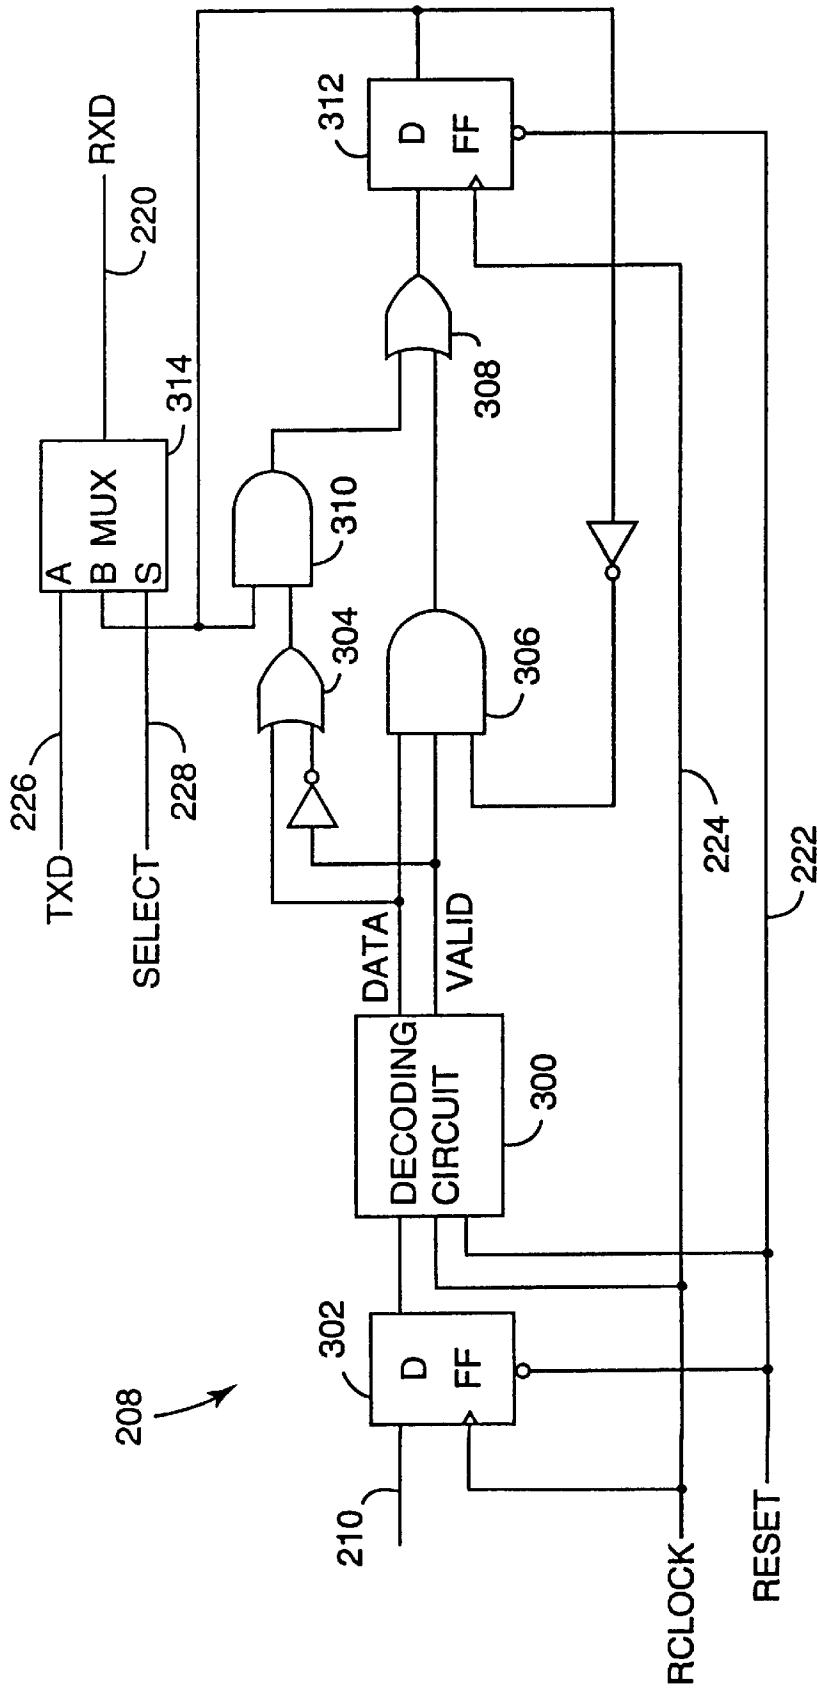 208
210
302
D
FF
RCLOCK
RESET
DECODING
CIRCUIT
300
DATA
VALID
TXD
226
SELECT
228
A
B MUX
S
314
220
RXD
304
310
306
308
312
D
FF
224
222